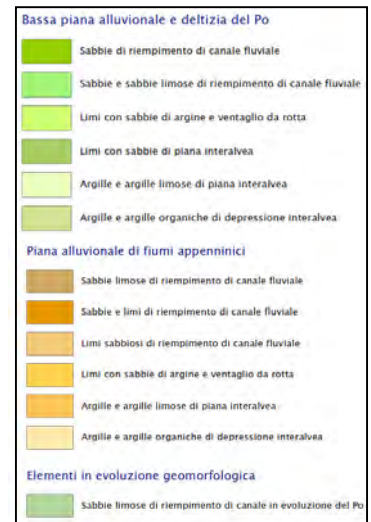 Bassa piana alluvionale e deltizia del Po
Sabbie di riempimento di canale fluviale
Sabbie e sabbie limose di riempimento di canale fluviale
Limi con sabbie di argine e ventaglio da rotta
Limi con sabbie di piana interalvea
Argille e argille limose di piana interalvea
Argille e argille organiche di depressione interalvea
Piana alluvionale di fiumi appenninici
Sabbie limose di riempimento di canale fluviale
Sabbie e limi di riempimento di canale fluviale
Limi sabbiosi di riempimento di canale fluviale
Limi con sabbie di argine e ventaglio da rotta
Argille e argille limose di piana interalvea
Argille e argille organiche di depressione interalvea
Elementi in evoluzione geomorfologica
Sabbie limose di riempimento di canale in evoluzione del Po